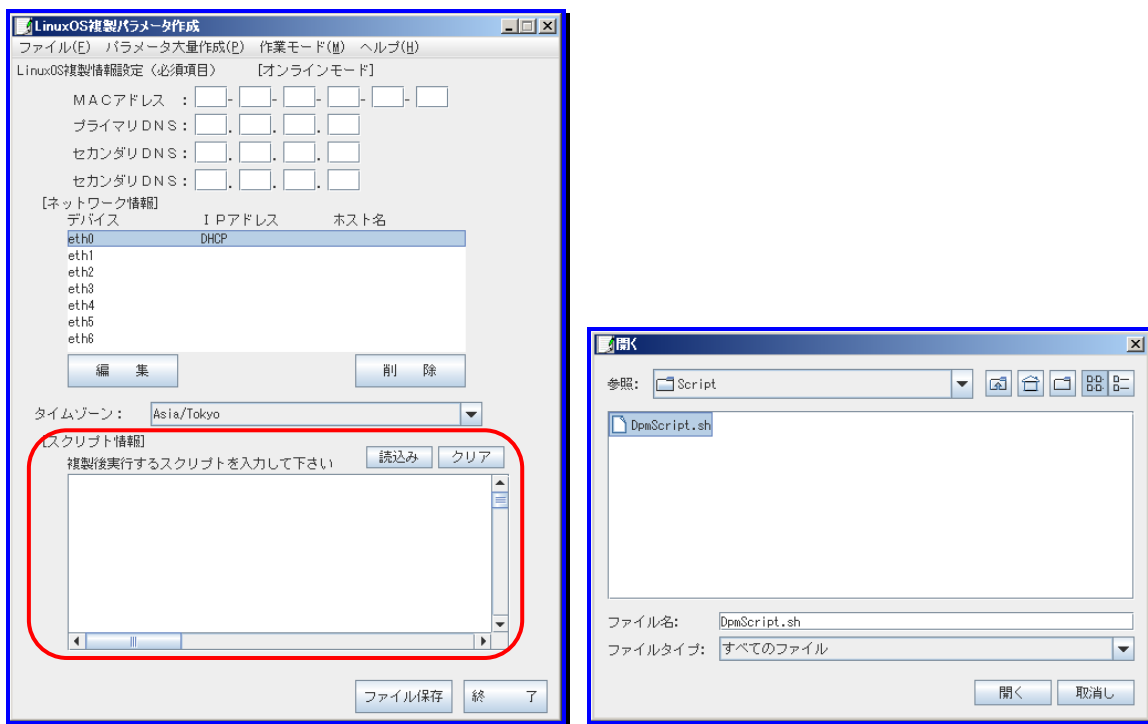 LinuxOS複製パラメータ作成
ファイル(F) パラメータ大量作成(P) 作業モード(M) ヘルプ(H)
LinuxOS複製情報設定（必須項目） [オンラインモード]
ＭＡＣアドレス : - - - - -
プライマリＤＮＳ: . . .
セカンダリＤＮＳ: . . .
セカンダリＤＮＳ: . . .
[ネットワーク情報]
デバイス ＩＰアドレス ホスト名
eth0 DHCP
eth1
eth2
eth3
eth4
eth5
eth6
編 集 削 除
タイムゾーン: Asia/Tokyo
[スクリプト情報]
複製後実行するスクリプトを入力して下さい 読込み クリア
ファイル保存 終 了
開く
参照: Script
DpmScript.sh
ファイル名: DpmScript.sh
ファイルタイプ: すべてのファイル
開く 取消し